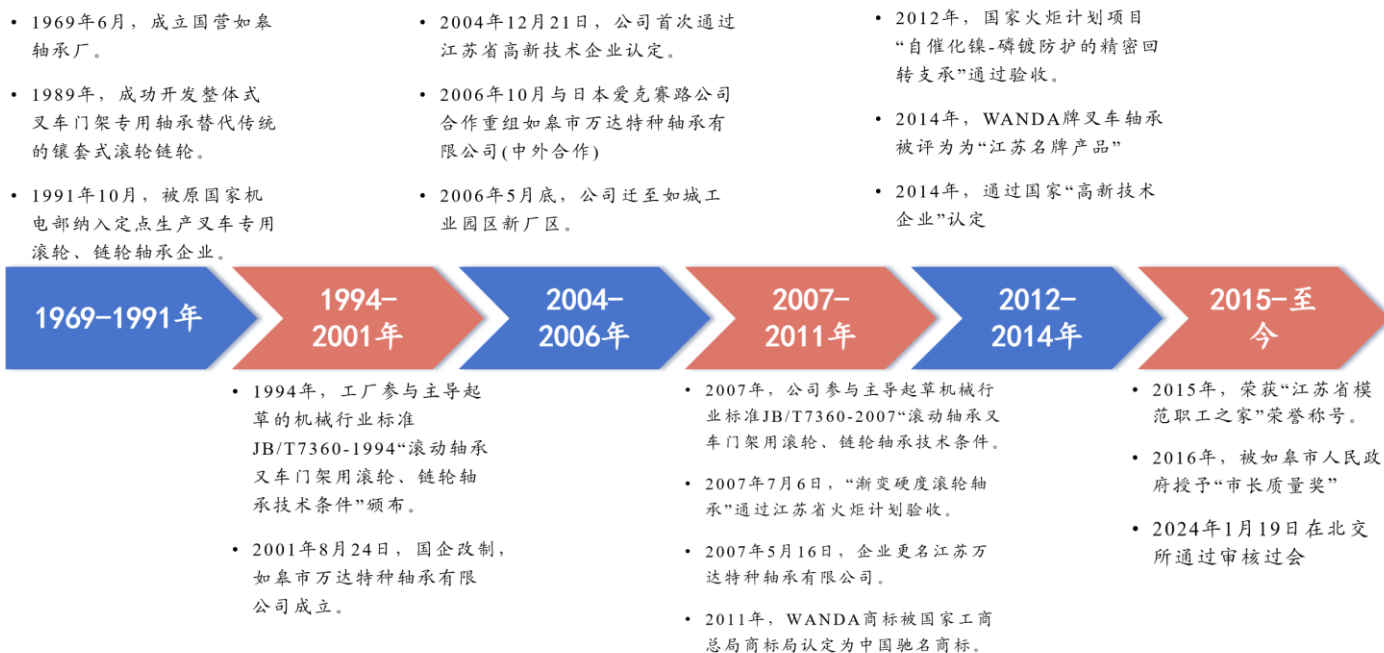 • 1969年6月，成立国营如皋
轴承厂。
• 1989年，成功开发整体式
叉车门架专用轴承替代传统
的镶套式滚轮链轮。
• 1991年10月，被原国家机
电部纳入定点生产叉车专用
滚轮、链轮轴承企业。
• 2004年12月21日，公司首次通过
江苏省高新技术企业认定。
• 2006年10月与日本爱克赛路公司
合作重组如皋市万达特种轴承有
限公司(中外合作)
• 2006年5月底，公司迁至如城工
业园区新厂区。
• 2012年，国家火炬计划项目
“自催化镍-磷镀防护的精密回
转支承”通过验收。
• 2014年，WANDA牌叉车轴承
被评为为“江苏名牌产品”
• 2014年，通过国家“高新技术
企业”认定
1969–1991年
1994–
2001年
2004–
2006年
2007–
2011年
2012–
2014年
2015–至
今
• 1994年，工厂参与主导起
草的机械行业标准
JB/T7360-1994“滚动轴承
叉车门架用滚轮、链轮轴
承技术条件”颁布。
• 2001年8月24日，国企改制，
如皋市万达特种轴承有限
公司成立。
• 2007年，公司参与主导起草机械行
业标准JB/T7360-2007“滚动轴承叉
车门架用滚轮、链轮轴承技术条件。
• 2007年7月6日，“渐变硬度滚轮轴
承”通过江苏省火炬计划验收。
• 2007年5月16日，企业更名江苏万
达特种轴承有限公司。
• 2011年，WANDA商标被国家工商
总局商标局认定为中国驰名商标。
• 2015年，荣获“江苏省模
范职工之家”荣誉称号。
• 2016年，被如皋市人民政
府授予“市长质量奖”
• 2024年1月19日在北交
所通过审核过会